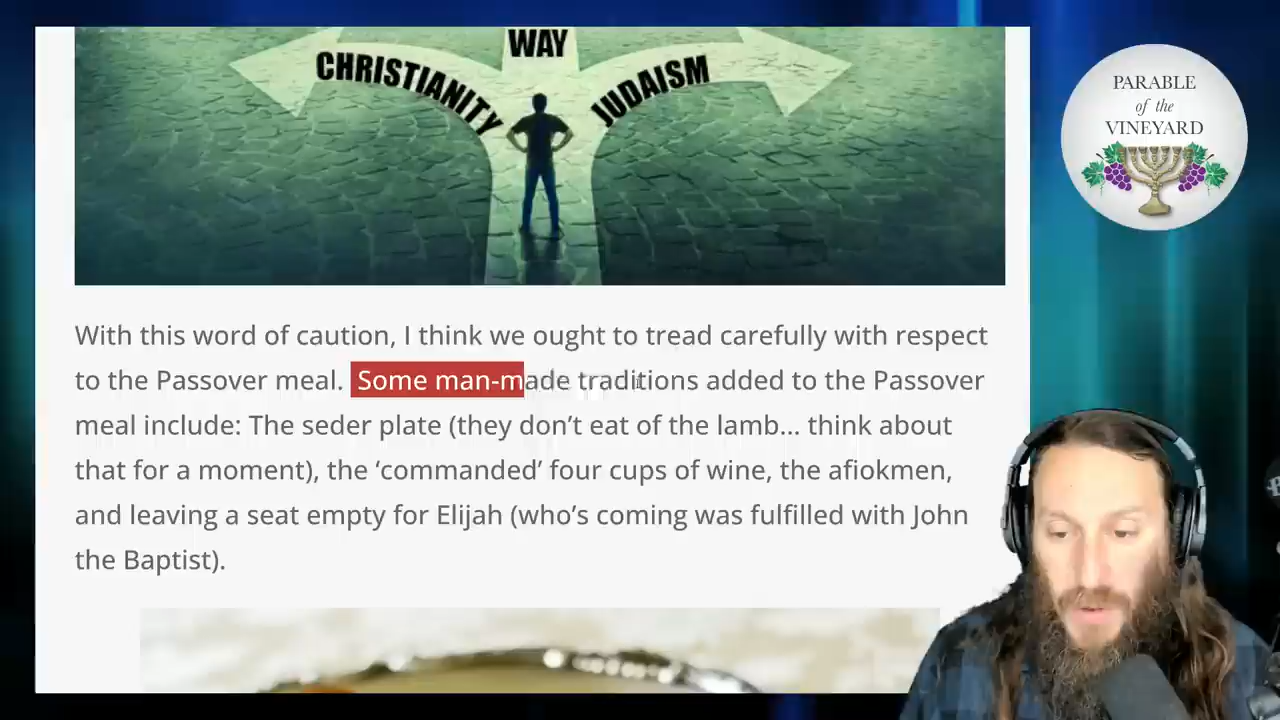 WAY
CHRISTIANITY
JUDAISM
PARABLE
of the
VINEYARD
With this word of caution, I think we ought to tread carefully with respect
to the Passover meal. Some man-made traditions added to the Passover
meal include: The seder plate (they don’t eat of the lamb... think about
that for a moment), the ‘commanded’ four cups of wine, the afiokmen,
and leaving a seat empty for Elijah (who’s coming was fulfilled with John
the Baptist).